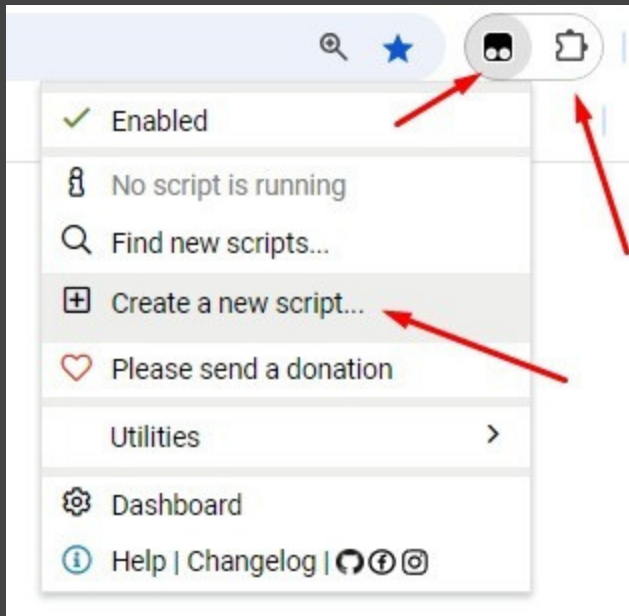 Enabled
No script is running
Find new scripts...
Create a new script...
Please send a donation
Utilities
Dashboard
Help | Changelog |